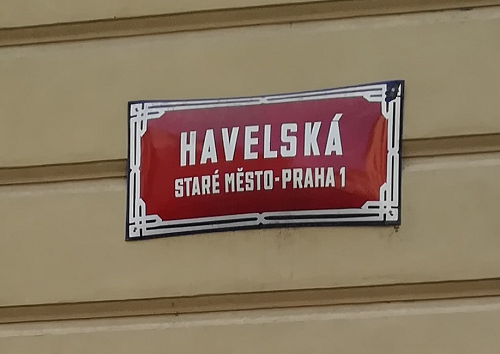 HAVELSKÁ
STARÉ MĚSTO-PRAHA 1